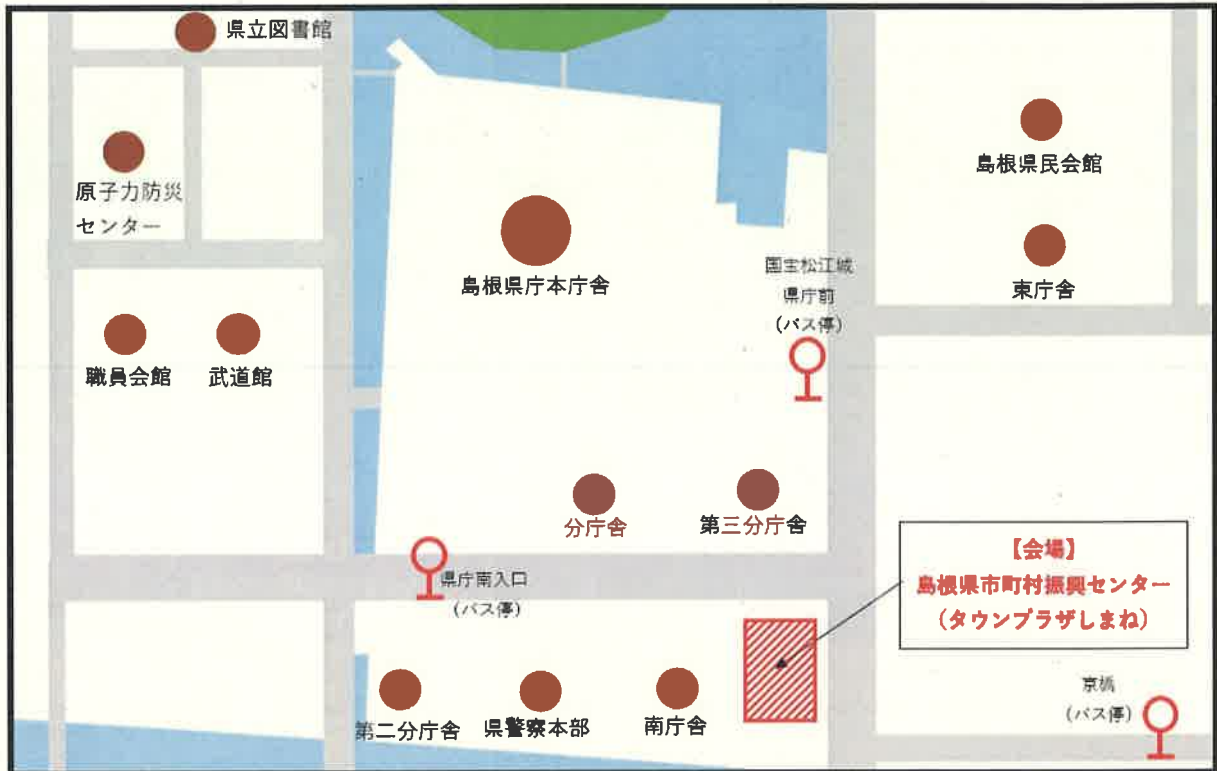 県立図書館
島根県民会館
原子力防災
センター
島根県庁本庁舎
国宝松江城
県庁前
(バス停)
東庁舎
職員会館
武道館
分庁舎
第三分庁舎
【会場】
島根県市町村振興センター
(タウンプラザしまね)
県庁南入口
(バス停)
京橋
(バス停)
第二分庁舎
県警察本部
南庁舎